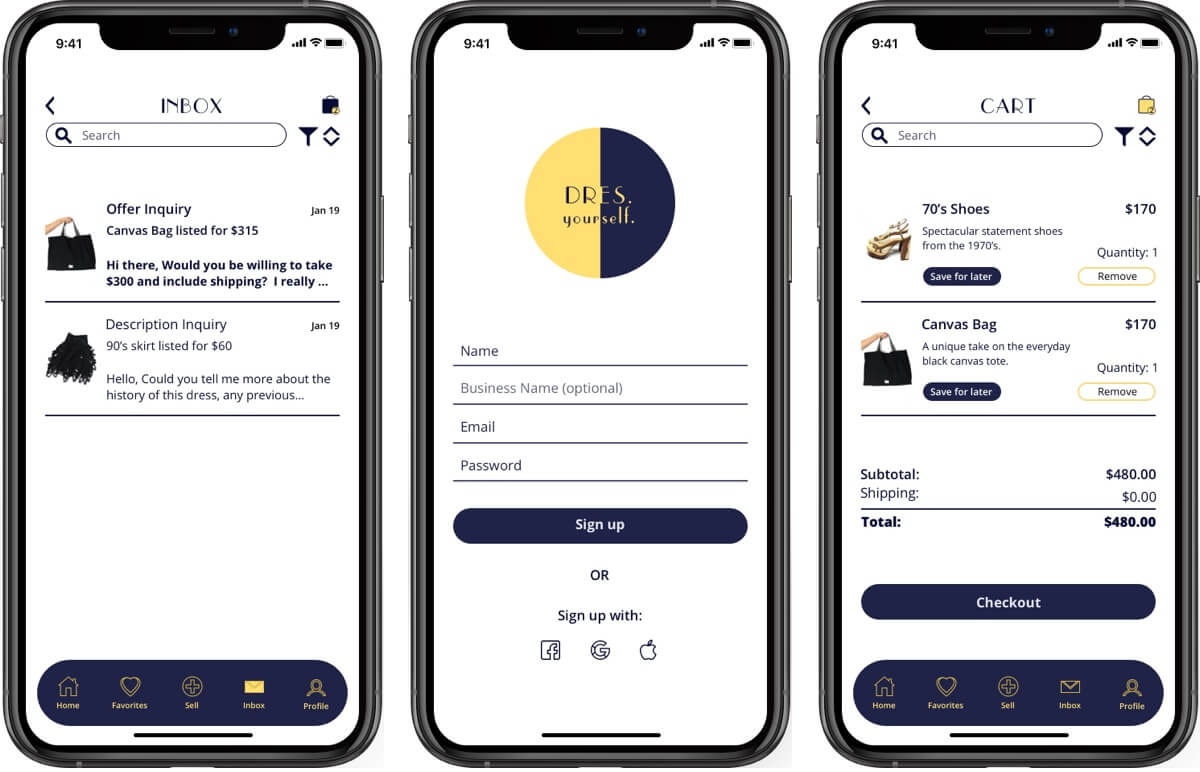 9:41
INBOX
2
Search
Offer Inquiry
Jan 19
Canvas Bag listed for $315
Hi there, Would you be willing to take
$300 and include shipping? I really ...
Description Inquiry
Jan 19
90's skirt listed for $60
Hello, Could you tell me more about the
history of this dress, any previous...
Home
Favorites
Sell
Inbox
Profile
9:41
DRES.
yourself.
Name
Business Name (optional)
Email
Password
Sign up
OR
Sign up with:
9:41
CART
2
Search
70's Shoes
$170
Spectacular statement shoes
from the 1970's.
Quantity: 1
Save for later
Remove
Canvas Bag
$170
A unique take on the everyday
black canvas tote.
Quantity: 1
Save for later
Remove
Subtotal:
$480.00
Shipping:
$0.00
Total:
$480.00
Checkout
Home
Favorites
Sell
Inbox
Profile